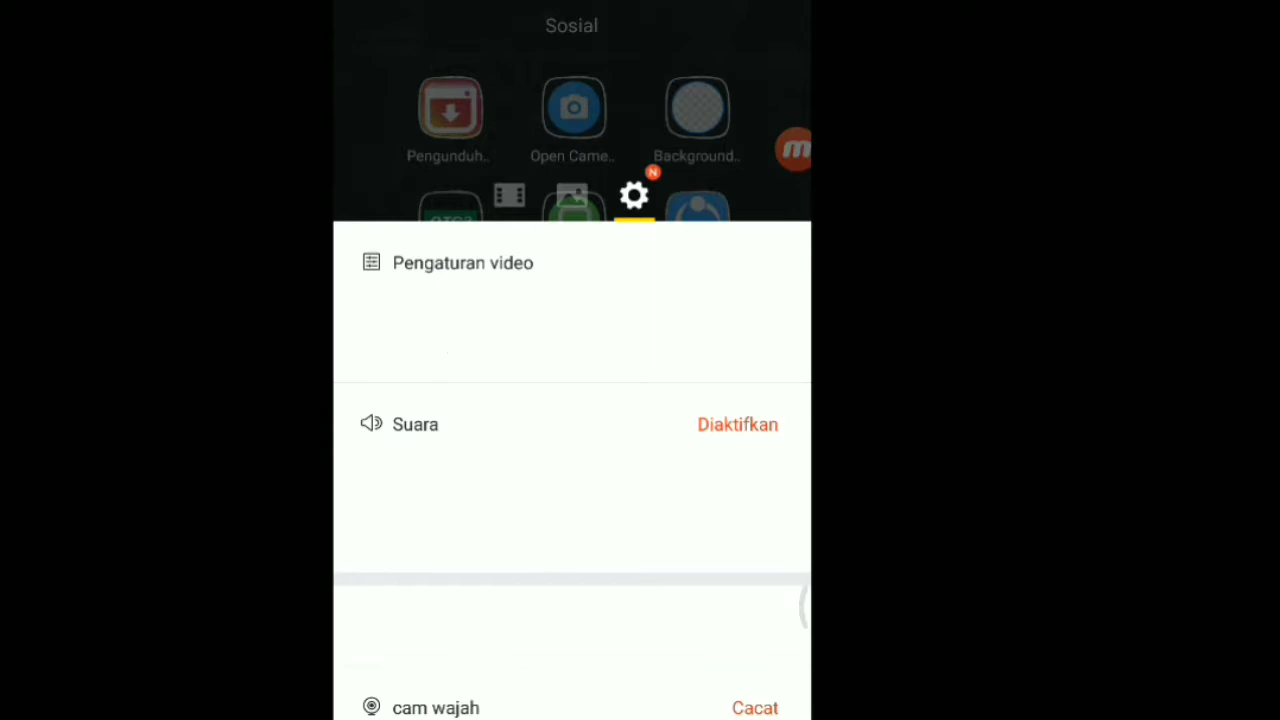 Sosial
Pengunduh..
Open Came..
Background..
m
N
Pengaturan video
Suara
Diaktifkan
cam wajah
Cacat